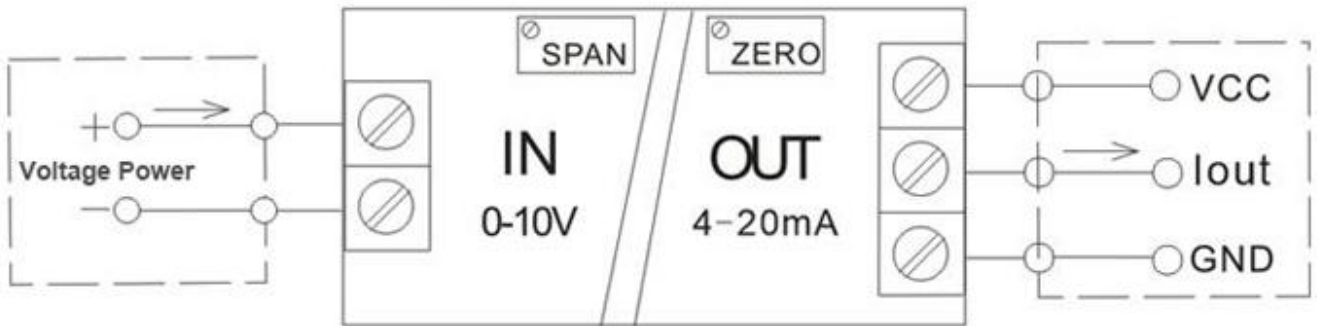 SPAN
ZERO
+
Voltage Power
−
IN
0-10V
OUT
4-20mA
VCC
Iout
GND